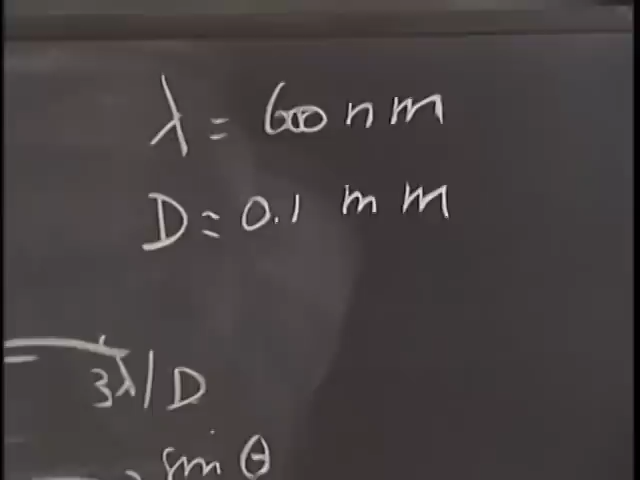 λ = 600 nm
D = 0.1 mm
3λ/D
sin θ